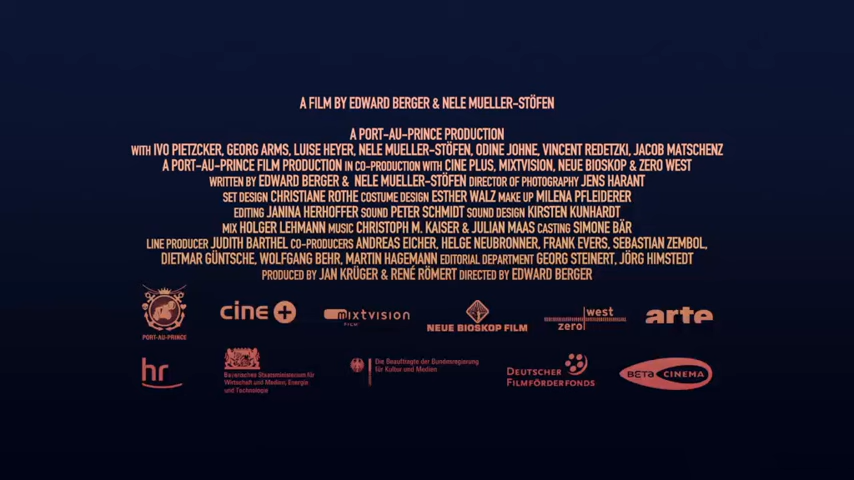 A FILM BY EDWARD BERGER & NELE MUELLER-STÖFEN
A PORT-AU-PRINCE PRODUCTION
WITH IVO PIETZCKER, GEORG ARMS, LUISE HEYER, NELE MUELLER-STÖFEN, ODINE JOHNE, VINCENT REDETZKI, JACOB MATSCHENZ
A PORT-AU-PRINCE FILM PRODUCTION IN CO-PRODUCTION WITH CINE PLUS, MIXTVISION, NEUE BIOSKOP & ZERO WEST
WRITTEN BY EDWARD BERGER & NELE MUELLER-STÖFEN DIRECTOR OF PHOTOGRAPHY JENS HARANT
SET DESIGN CHRISTIANE ROTHE COSTUME DESIGN ESTHER WALZ MAKE UP MILENA PFLEIDERER
EDITING JANINA HERHOFFER SOUND PETER SCHMIDT SOUND DESIGN KIRSTEN KUNHARDT
MIX HOLGER LEHMANN MUSIC CHRISTOPH M. KAISER & JULIAN MAAS CASTING SIMONE BÄR
LINE PRODUCER JUDITH BARTHEL CO-PRODUCERS ANDREAS EICHER, HELGE NEUBRONNER, FRANK EVERS, SEBASTIAN ZEMBOL,
DIETMAR GÜNTSCHE, WOLFGANG BEHR, MARTIN HAGEMANN EDITORIAL DEPARTMENT GEORG STEINERT, JÖRG HIMSTEDT
PRODUCED BY JAN KRÜGER & RENÉ RÖMERT DIRECTED BY EDWARD BERGER
PORT-AU-PRINCE
cine +
mixtvision
FILM
NEUE BIOSKOP FILM
zero west
arte
hr
Bayerisches Staatsministerium für
Wirtschaft und Medien, Energie
und Technologie
Die Beauftragte der Bundesregierung
für Kultur und Medien
DEUTSCHER
FILMFÖRDERFONDS
BETA CINEMA